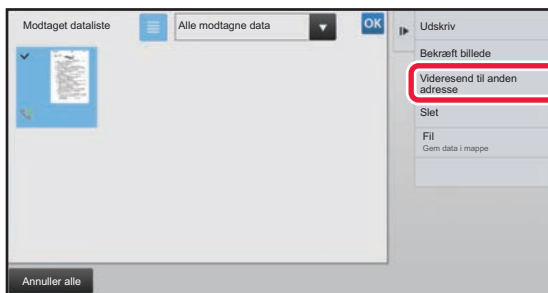 Modtaget dataliste
Alle modtagne data
OK
Udskriv
Bekræft billede
Videresend til anden
adresse
Slet
Fil
Gem data i mappe
Annuller alle